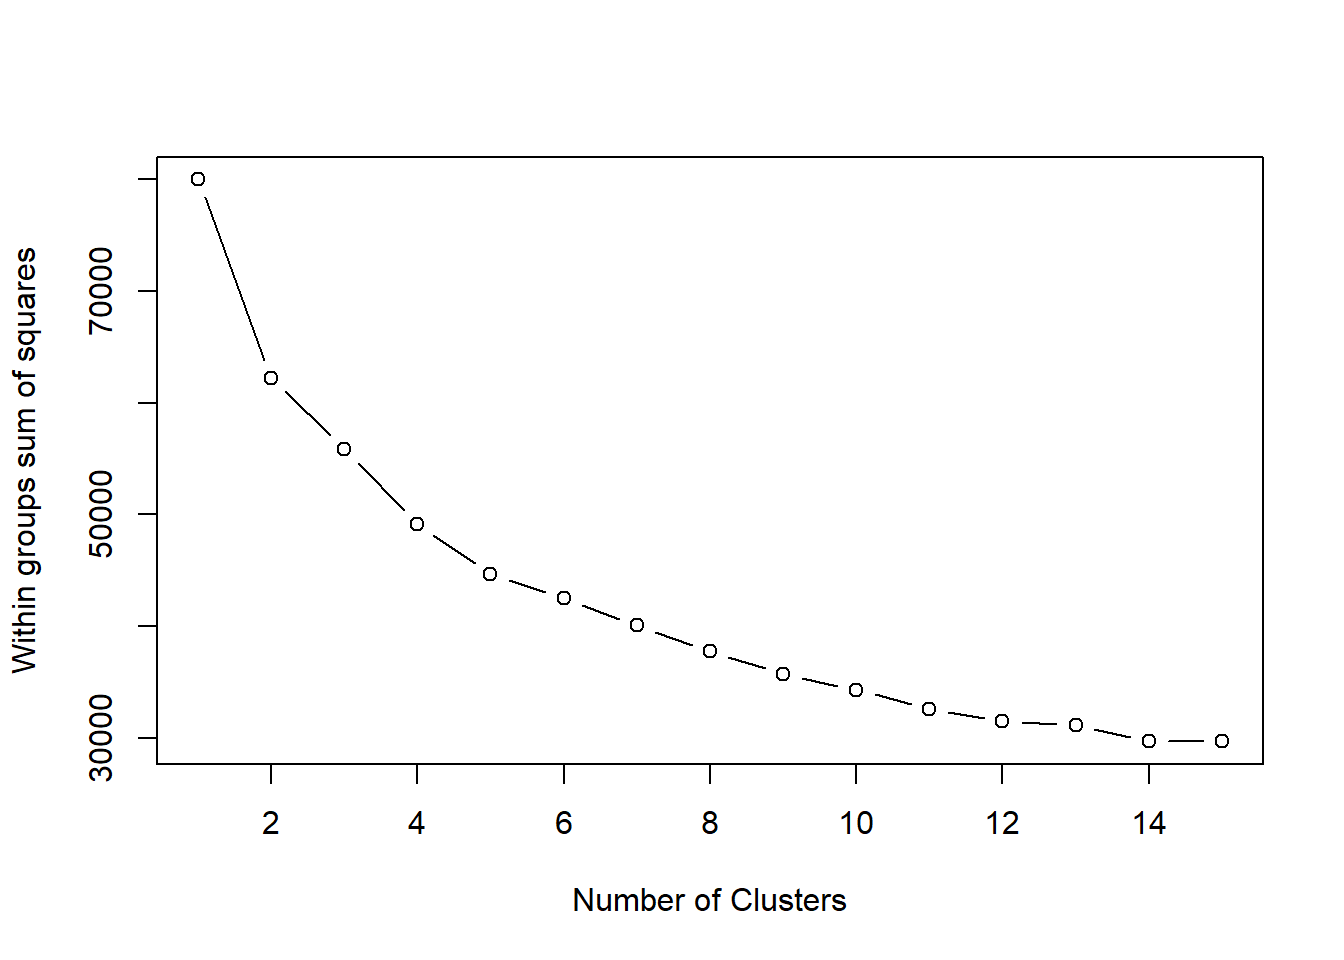 Within groups sum of squares
70000
50000
30000
2 4 6 8 10 12 14
Number of Clusters